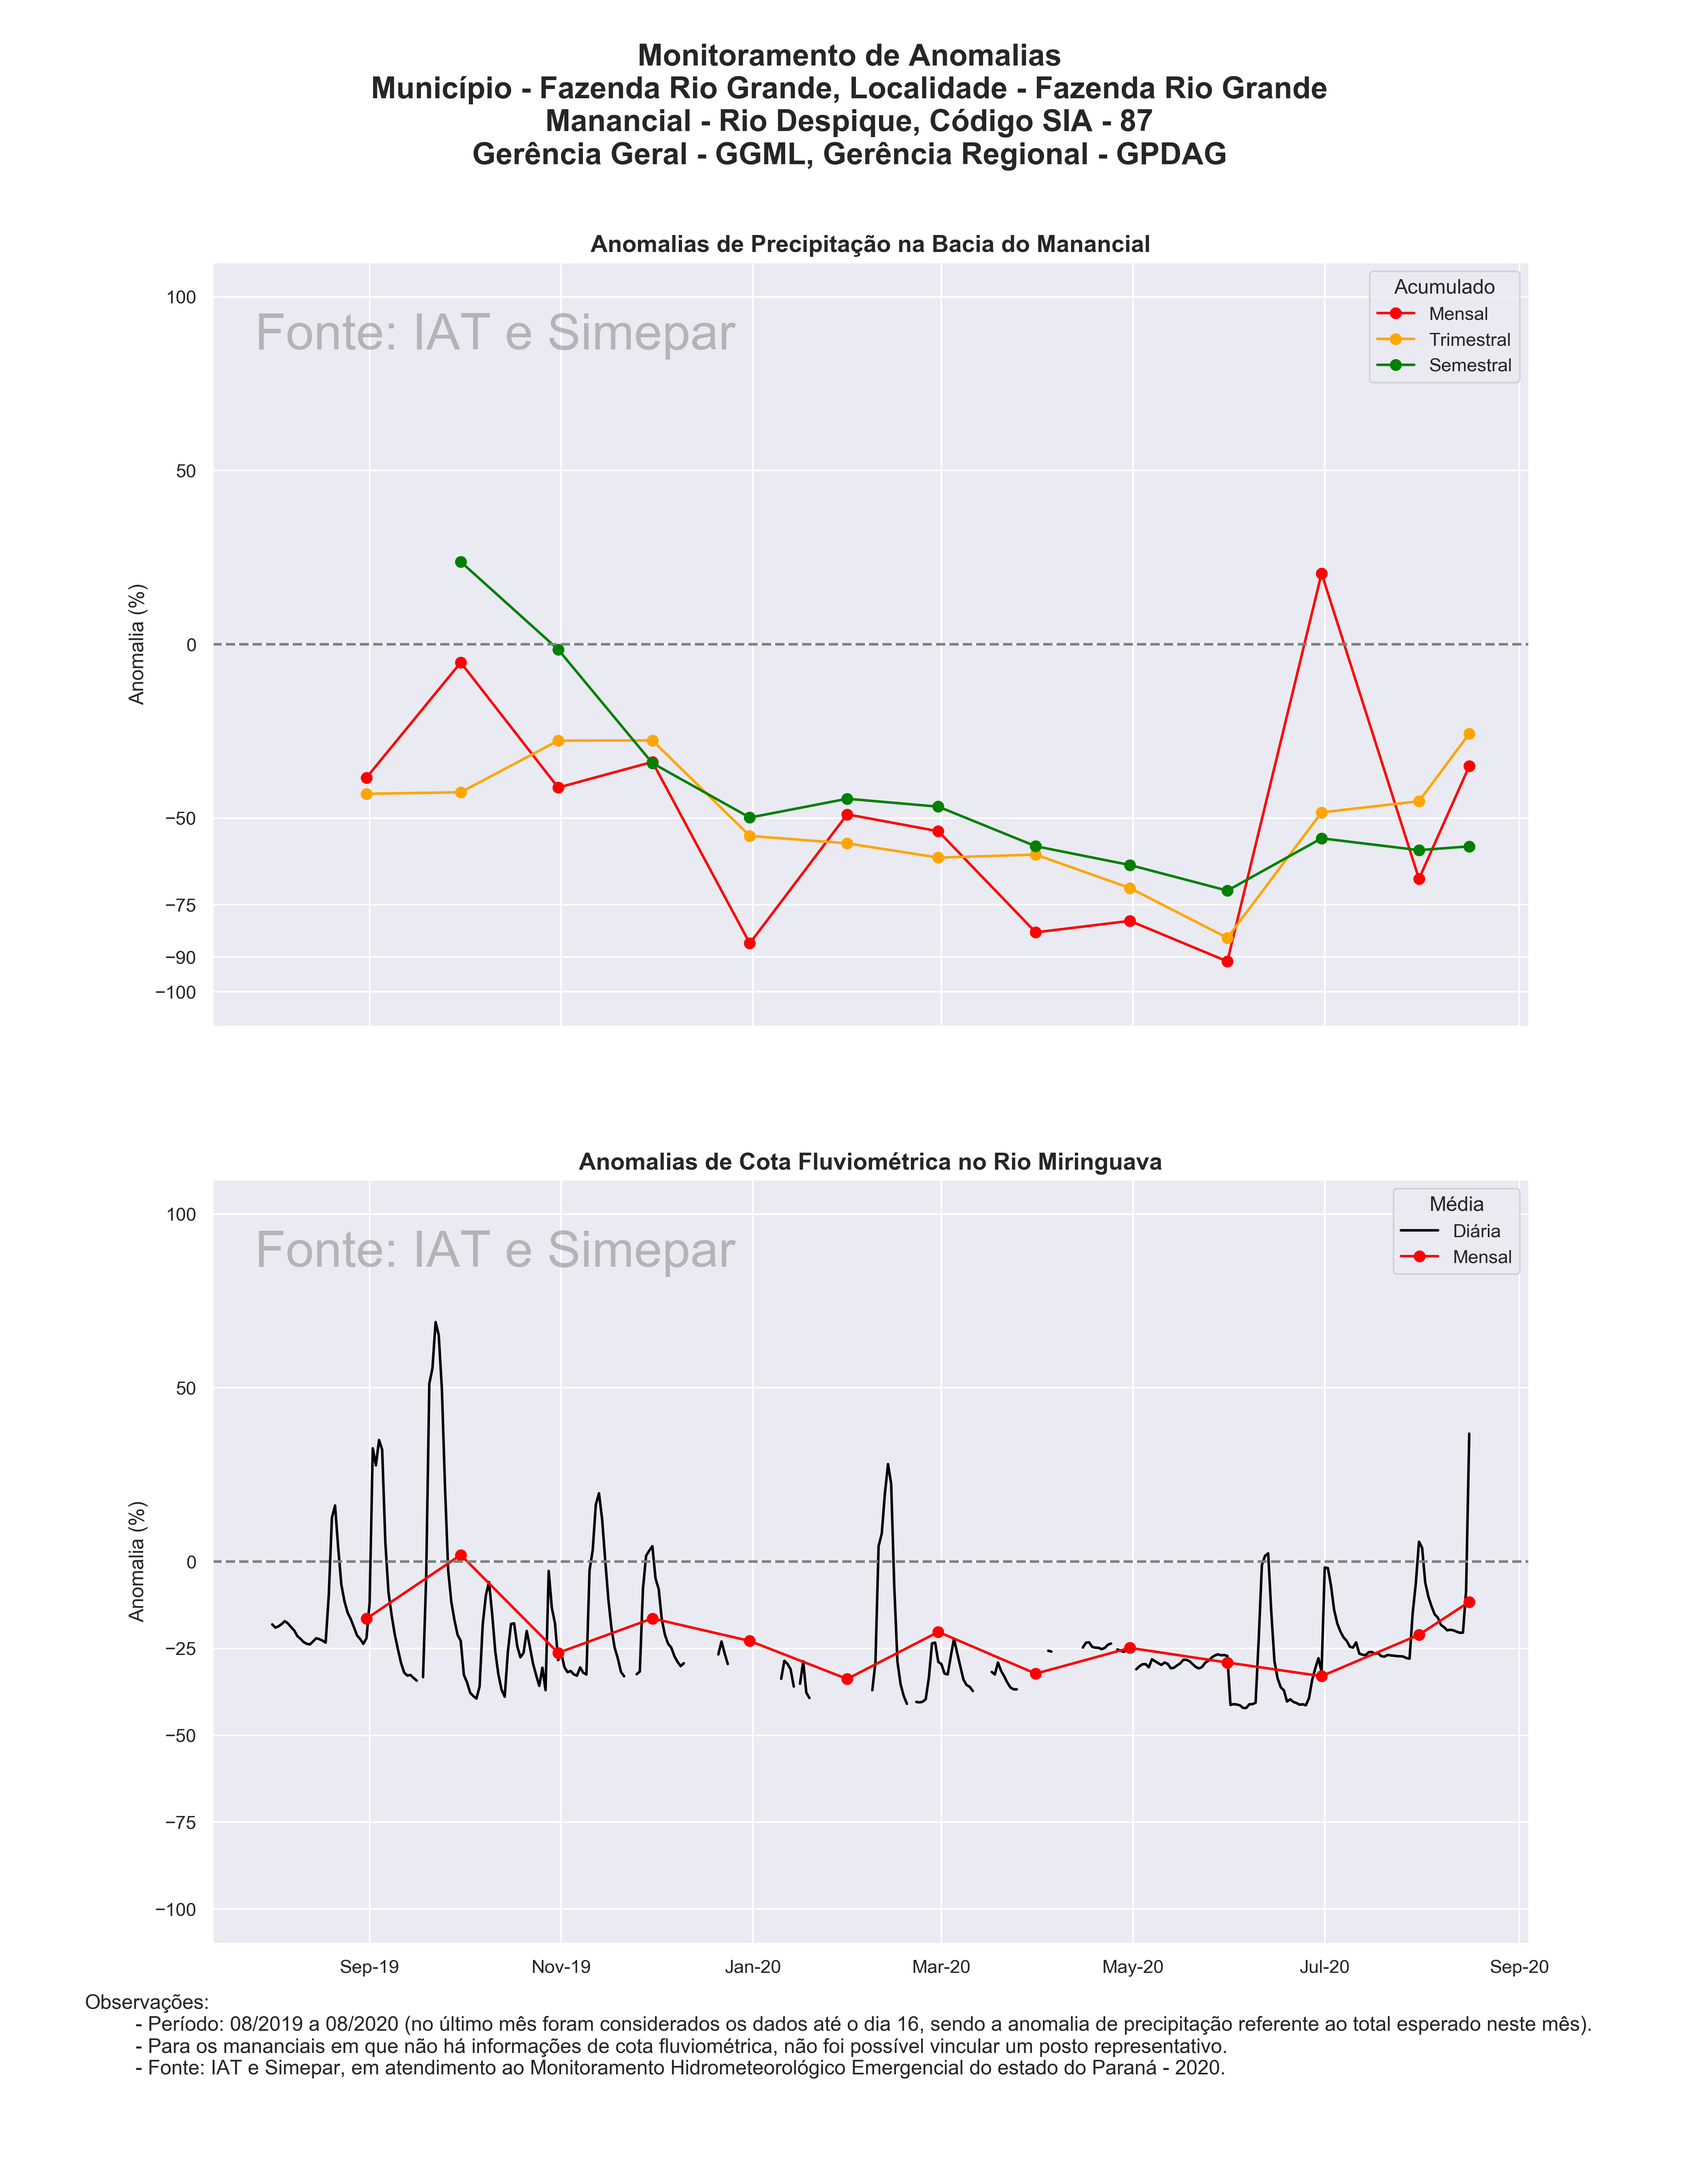 Monitoramento de Anomalias
Município - Fazenda Rio Grande, Localidade - Fazenda Rio Grande
Manancial - Rio Despique, Código SIA - 87
Gerência Geral - GGML, Gerência Regional - GPDAG
Anomalias de Precipitação na Bacia do Manancial
Fonte: IAT e Simepar
Acumulado
Mensal
Trimestral
Semestral
Anomalia (%)
100
50
0
−50
−75
−90
−100
Anomalias de Cota Fluviométrica no Rio Miringuava
Fonte: IAT e Simepar
Média
Diária
Mensal
Anomalia (%)
100
50
0
−25
−50
−75
−100
Sep-19 Nov-19 Jan-20 Mar-20 May-20 Jul-20 Sep-20
Observações:
- Período: 08/2019 a 08/2020 (no último mês foram considerados os dados até o dia 16, sendo a anomalia de precipitação referente ao total esperado neste mês).
- Para os mananciais em que não há informações de cota fluviométrica, não foi possível vincular um posto representativo.
- Fonte: IAT e Simepar, em atendimento ao Monitoramento Hidrometeorológico Emergencial do estado do Paraná - 2020.